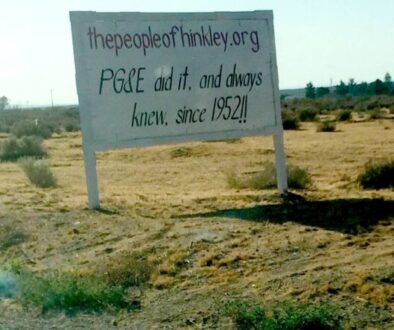 thepeopleofhinkley.org
PG&E did it, and always
knew, since 1952!!